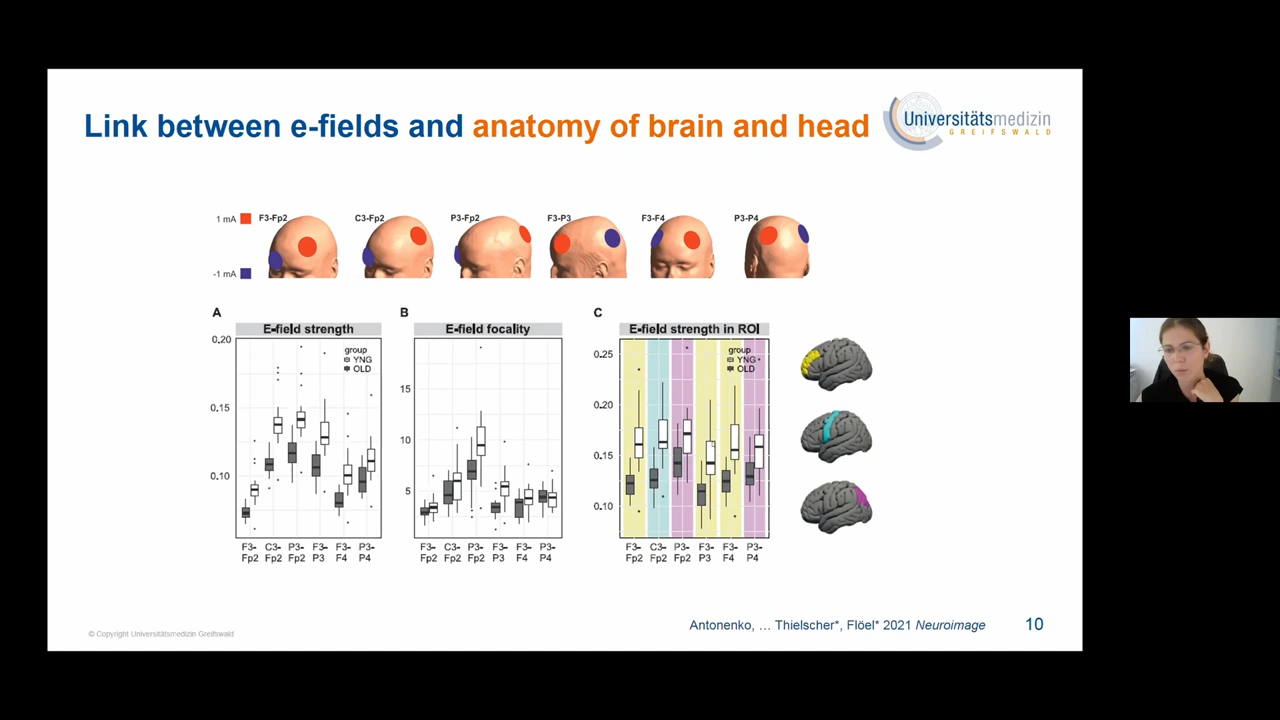 Link between e-fields and anatomy of brain and head
Universitätsmedizin
GREIFSWALD
1 mA
F3-Fp2
C3-Fp2
P3-Fp2
F3-P3
F3-F4
P3-P4
-1 mA
A
B
C
E-field strength
E-field focality
E-field strength in ROI
0.20
0.15
0.10
group
YNG
OLD
15
10
5
0.25
0.20
0.15
0.10
group
YNG
OLD
F3-
Fp2
C3-
Fp2
P3-
Fp2
F3-
P3
F3-
F4
P3-
P4
F3-
Fp2
C3-
Fp2
P3-
Fp2
F3-
P3
F3-
F4
P3-
P4
F3-
Fp2
C3-
Fp2
P3-
Fp2
F3-
P3
F3-
F4
P3-
P4
© Copyright Universitätsmedizin Greifswald
Antonenko, … Thielscher*, Flöel* 2021 Neuroimage
10